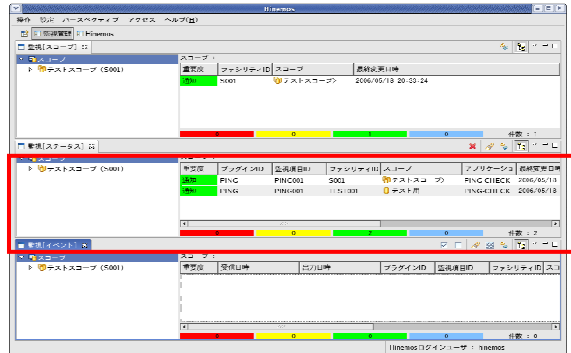 Hinemos
操作 設定 パースペクティブ アクセス ヘルプ(H)
監視管理 Hinemos
監視[スコープ]
スコープ
テストスコープ (S001)
スコープ :
重要度 ファシリティID スコープ 最終変更日時
通知 S001 テストスコープ> 2006/05/18 20:33:24
0 0 1 0 件数 : 1
監視[ステータス]
スコープ
テストスコープ (S001)
重要度 プラグインID 監視項目ID ファシリティID スコープ アプリケーショ 最終変更日時
通知 PING PING001 S001 テストスコープ> PING CHECK 2006/05/18
通知 PING PING001 TEST001 テスト用 PING-CHECK 2006/05/18
0 0 2 0 件数 : 2
監視[イベント]
スコープ
テストスコープ (S001)
スコープ :
重要度 受信日時 出力日時 プラグインID 監視項目ID ファシリティID スコ
0 0 0 0 件数 : 0
Hinemosログインユーザ : hinemos